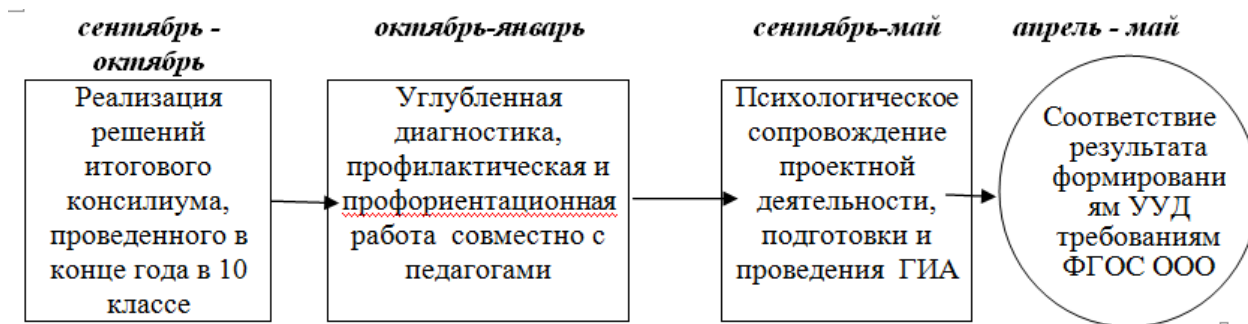 сентябрь -
октябрь
Реализация
решений
итогового
консилиума,
проведенного в
конце года в 10
классе
октябрь-январь
Углубленная
диагностика,
профилактическая и
профориентационная
работа совместно с
педагогами
сентябрь-май
Психологическое
сопровождение
проектной
деятельности,
подготовки и
проведения ГИА
апрель - май
Соответствие
результата
формировани
ям УУД
требованиям
ФГОС ООО